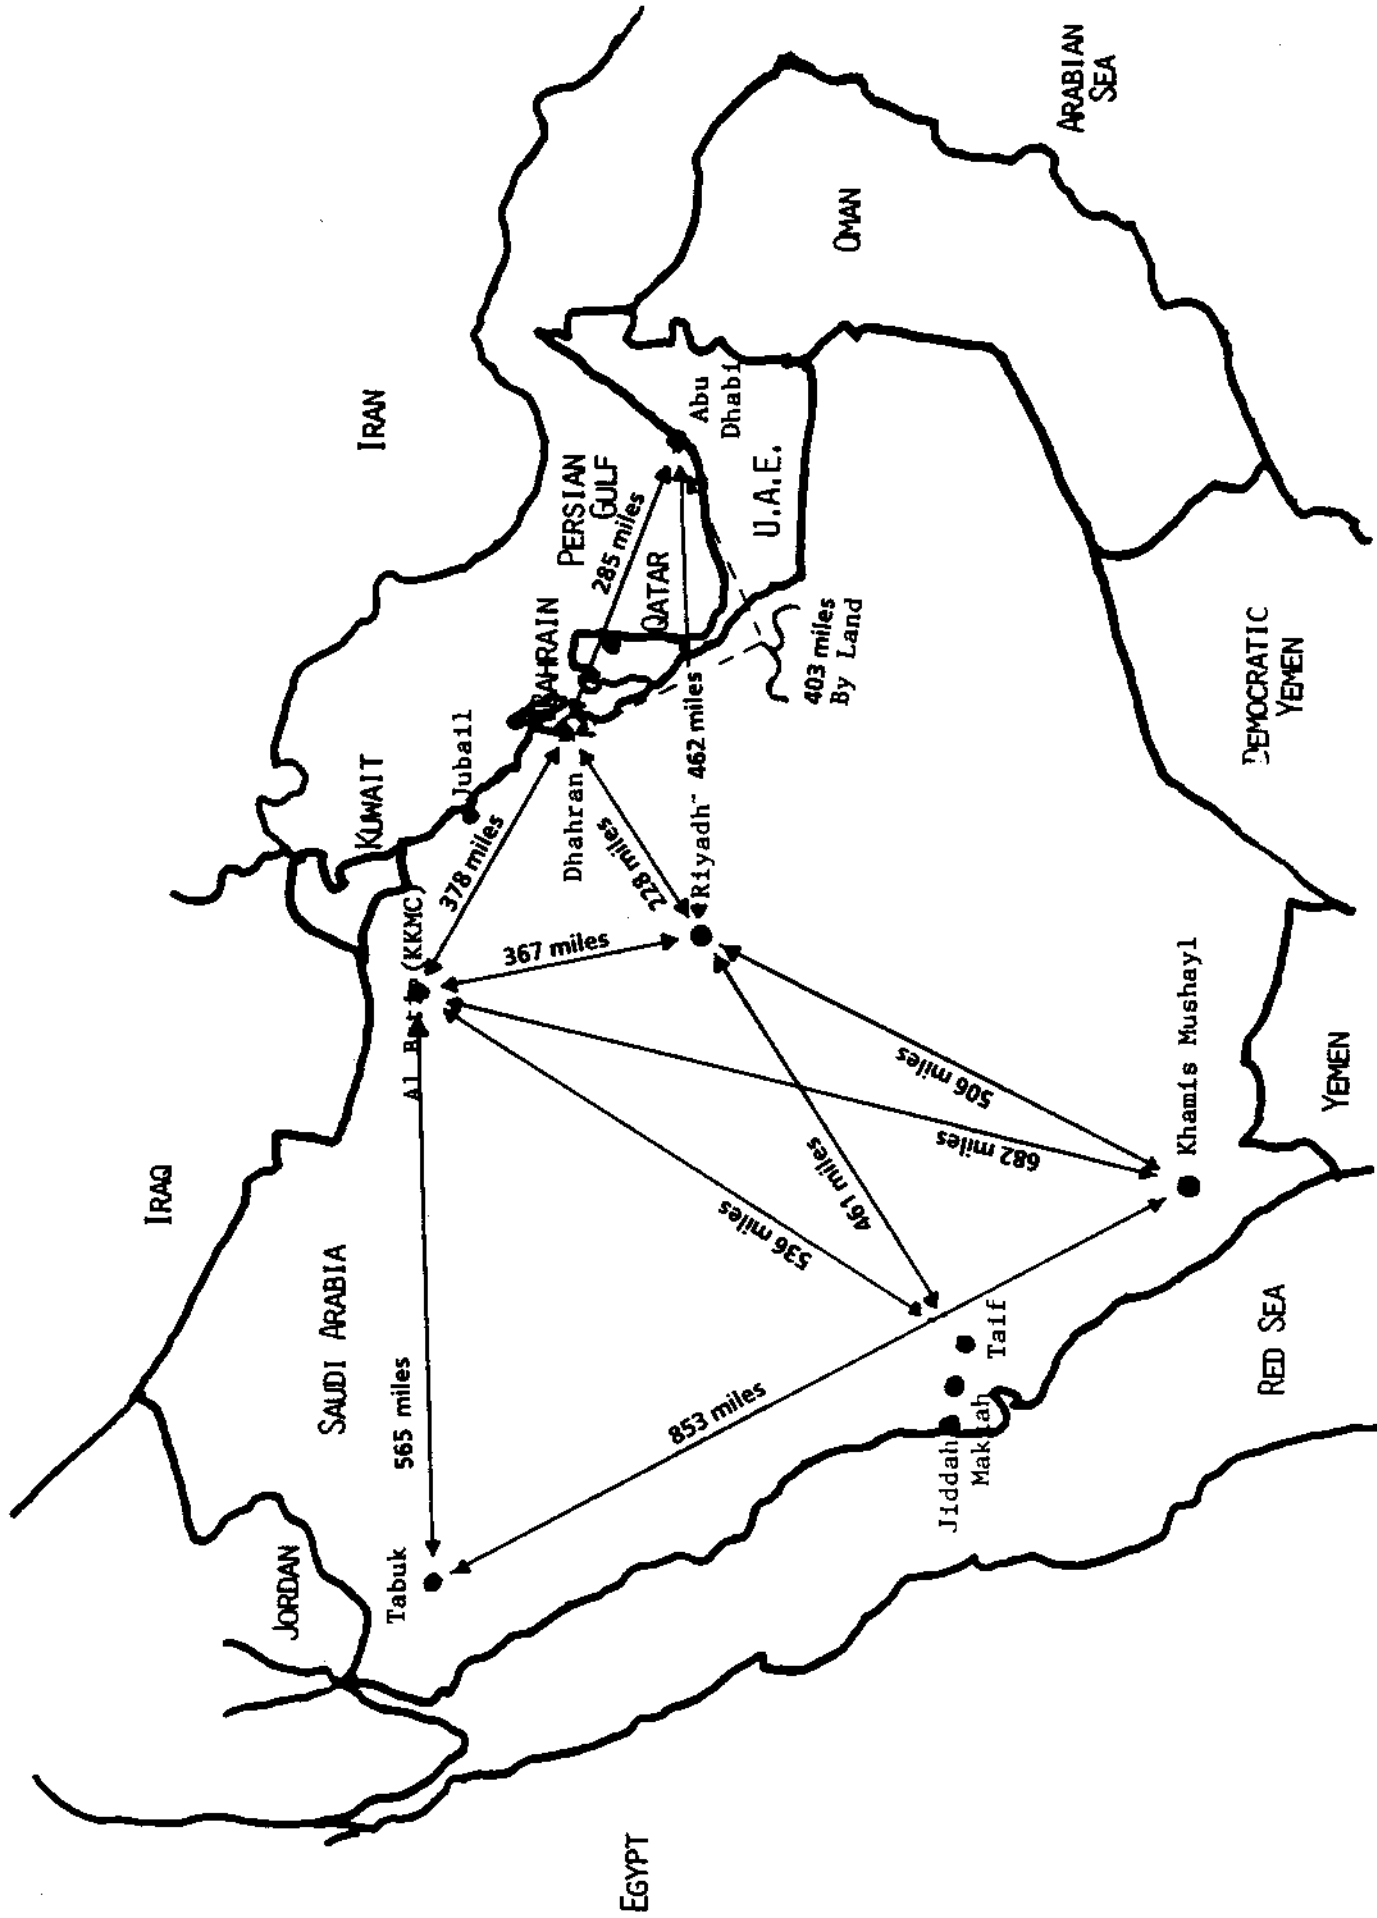 IRAN
IRAQ
KUWAIT
JORDAN
SAUDI ARABIA
EGYPT
PERSIAN
GULF
QATAR
U.A.E.
OMAN
ARABIAN
SEA
DEMOCRATIC
YEMEN
YEMEN
RED SEA
Tabuk
565 miles
(KKMC)
378 miles
Jubail
Dhahran
228 miles
367 miles
Riyadh
462 miles
285 miles
Abu
Dhabi
403 miles
By Land
536 miles
461 miles
682 miles
506 miles
853 miles
Jiddah
Taif
Khamis Mushayl